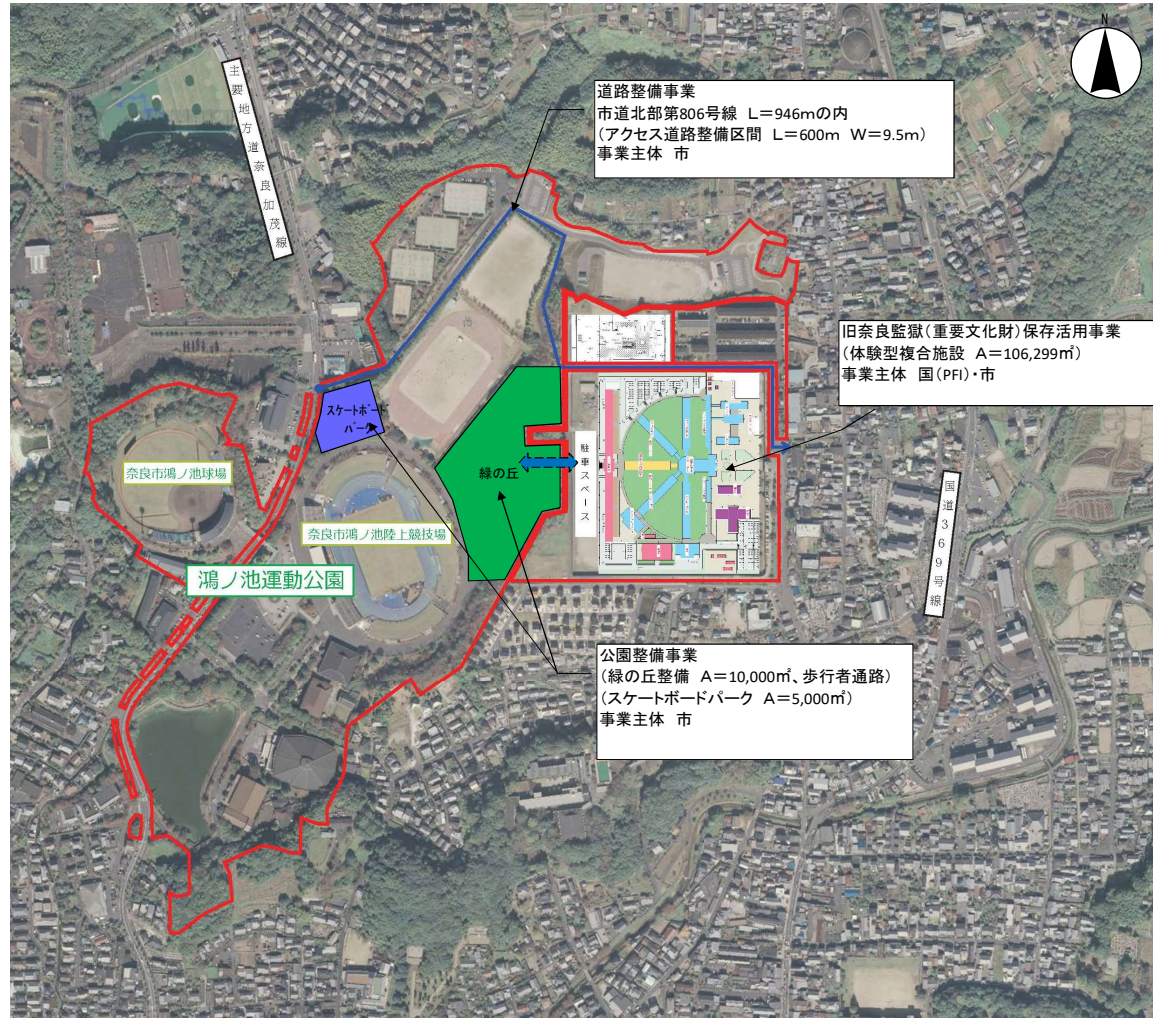 N
道路整備事業
市道北部第806号線 L=946mの内
(アクセス道路整備区間 L=600m W=9.5m)
事業主体 市
主要地方道奈良加茂線
旧奈良監獄(重要文化財)保存活用事業
(体験型複合施設 A=106,299㎡)
事業主体 国(PFI)・市
スケートボード
パーク
奈良市鴻ノ池球場
緑の丘
駐車スペース
奈良市鴻ノ池陸上競技場
国道369号線
鴻ノ池運動公園
公園整備事業
(緑の丘整備 A=10,000㎡、歩行者通路)
(スケートボードパーク A=5,000㎡)
事業主体 市